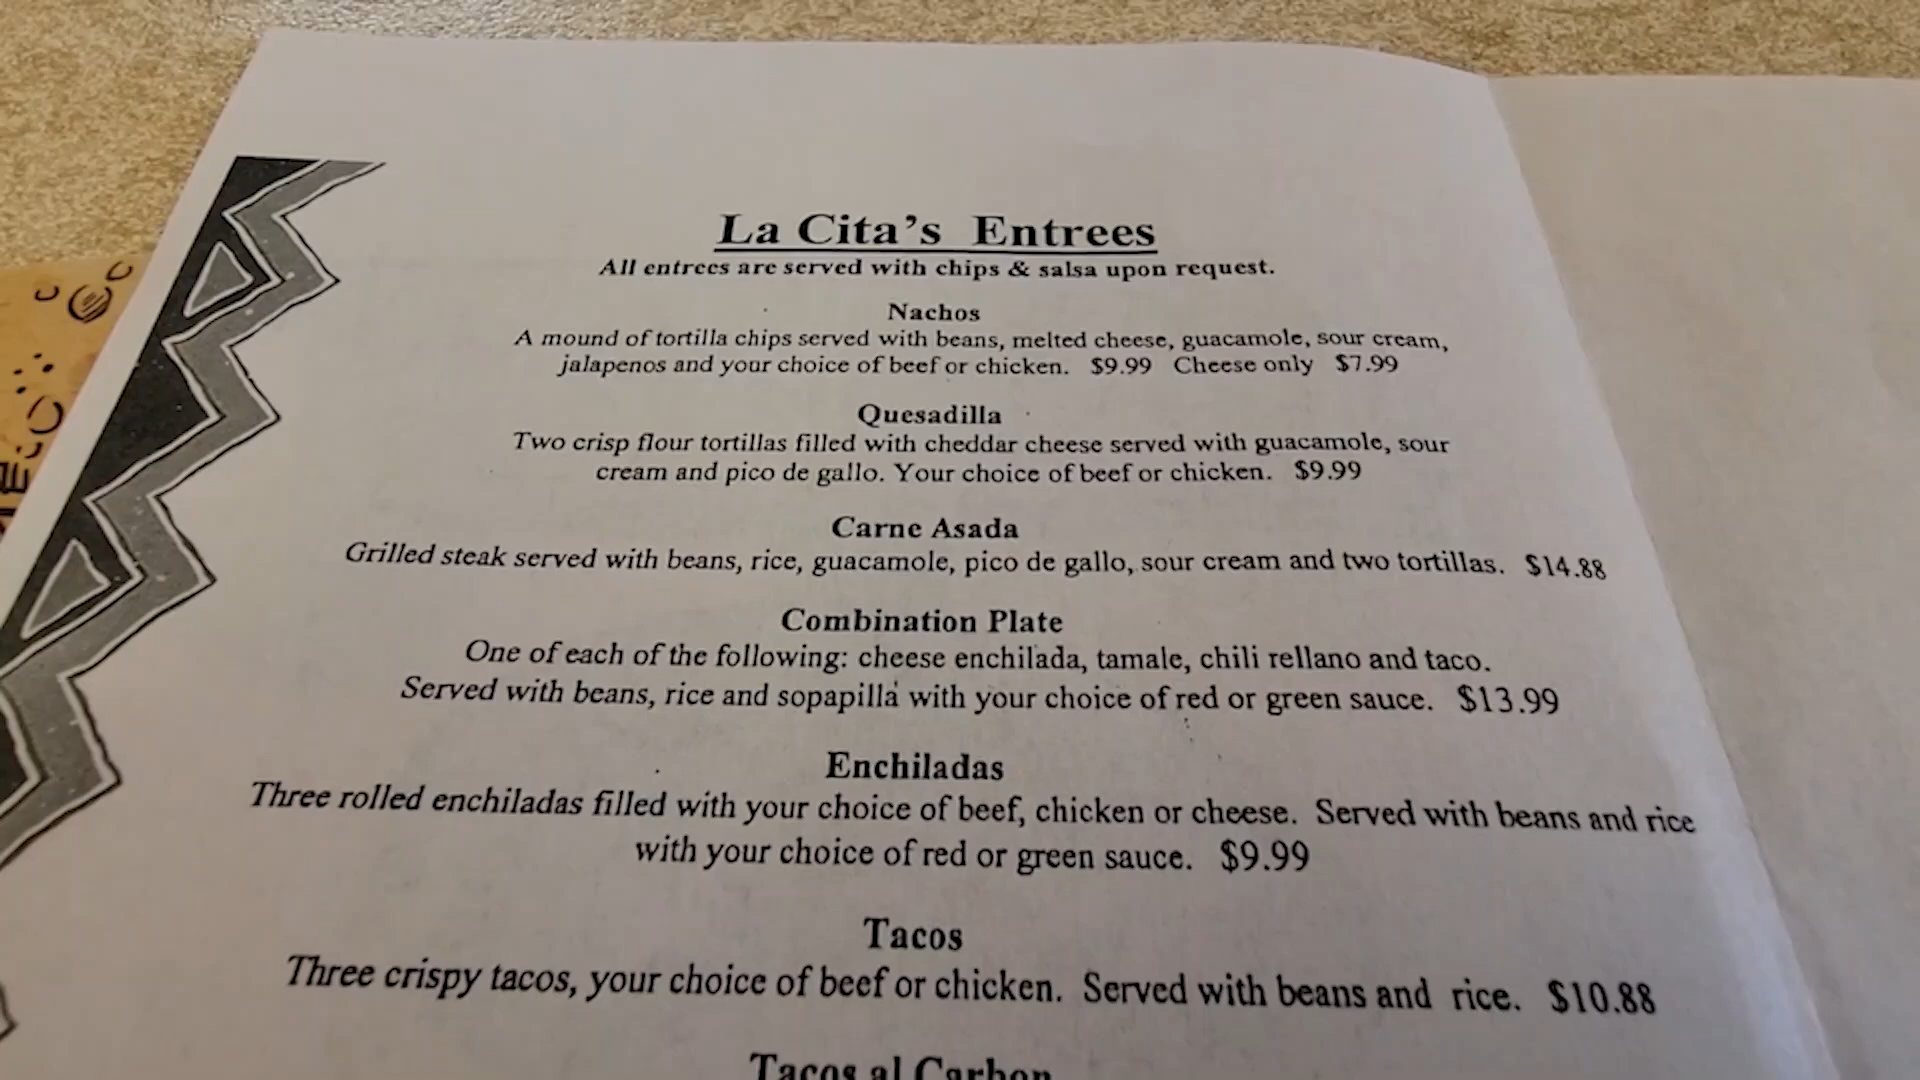 La Cita's Entrees
All entrees are served with chips & salsa upon request.
Nachos
A mound of tortilla chips served with beans, melted cheese, guacamole, sour cream,
jalapenos and your choice of beef or chicken. $9.99 Cheese only $7.99
Quesadilla
Two crisp flour tortillas filled with cheddar cheese served with guacamole, sour
cream and pico de gallo. Your choice of beef or chicken. $9.99
Carne Asada
Grilled steak served with beans, rice, guacamole, pico de gallo, sour cream and two tortillas. $14.88
Combination Plate
One of each of the following: cheese enchilada, tamale, chili rellano and taco.
Served with beans, rice and sopapilla with your choice of red or green sauce. $13.99
Enchiladas
Three rolled enchiladas filled with your choice of beef, chicken or cheese. Served with beans and rice
with your choice of red or green sauce. $9.99
Tacos
Three crispy tacos, your choice of beef or chicken. Served with beans and rice. $10.88
Tacos al Carbon